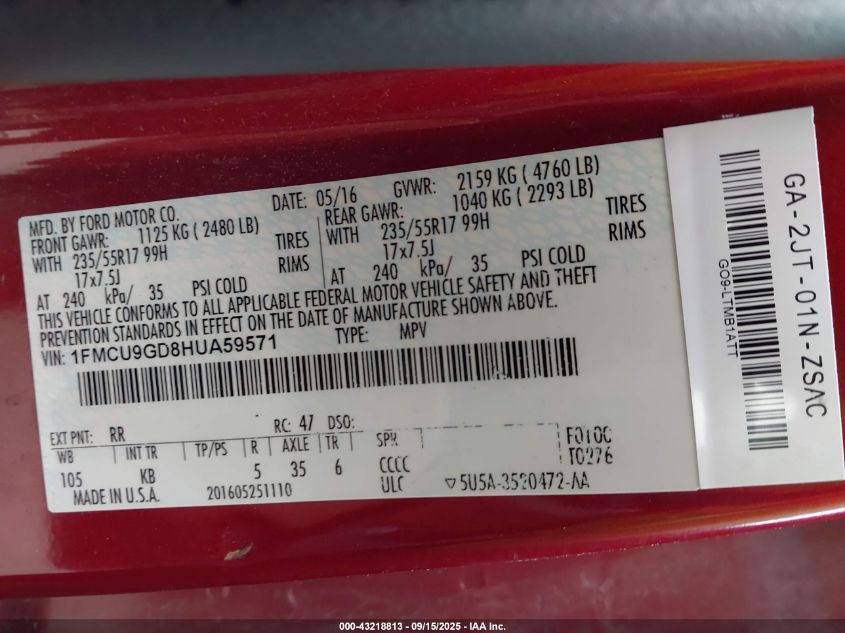 MFD. BY FORD MOTOR CO.
DATE: 05/16 GVWR: 2159 KG ( 4760 LB)
FRONT GAWR: 1125 KG ( 2480 LB)
WITH 235/55R17 99H TIRES
17x7.5J RIMS
AT 240 kPa/ 35 PSI COLD
REAR GAWR: 1040 KG ( 2293 LB)
WITH 235/55R17 99H TIRES
17x7.5J RIMS
AT 240 kPa/ 35 PSI COLD
THIS VEHICLE CONFORMS TO ALL APPLICABLE FEDERAL MOTOR VEHICLE SAFETY AND THEFT
PREVENTION STANDARDS IN EFFECT ON THE DATE OF MANUFACTURE SHOWN ABOVE.
VIN: 1FMCU9GD8HUA59571 TYPE: MPV
EXT PNT: RR RC: 47 DSO:
WB INT TR TP/PS R AXLE TR SPR
105 KB 5 35 6 CCCC
MADE IN U.S.A. 201605251110 ULC
F010C
T0276
▽5U5A-3520472-AA
GA-2JT-01N-ZSAC
GO9-LTMB1ATT
000-43218813 - 09/15/2025 - IAA Inc.